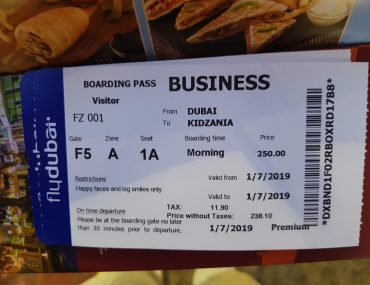 BOARDING PASS BUSINESS
Visitor
FZ 001
From DUBAI
To KIDZANIA
Gate Zone Seat Boarding time Price
F5 A 1A Morning 250.00
Restrictions
Happy faces and big smiles only.
Valid from 1/7/2019
Valid to 1/7/2019
TAX: 11.90
Price without Taxes: 238.10
On time departure
Please be at the boarding gate no later
than 30 minutes prior to departure.
1/7/2019 Premium
flydubai
*DXBND1F02RBOXRD17B8*